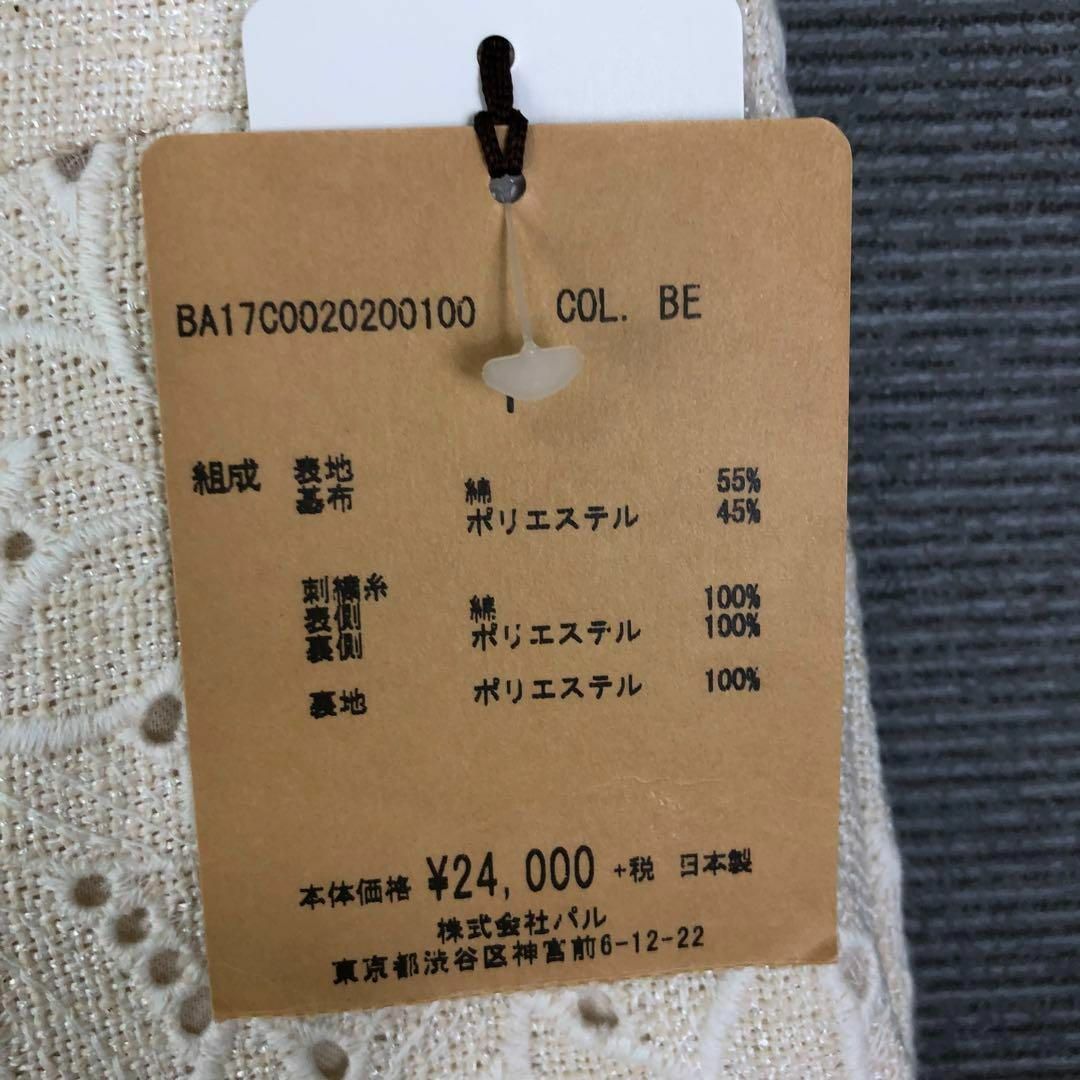 BA17C0020200100 COL. BE
組成 表地 綿 55%
基布 ポリエステル 45%
刺繍糸
表側 綿 100%
裏側 ポリエステル 100%
裏地 ポリエステル 100%
本体価格 ¥24,000 +税 日本製
株式会社パル
東京都渋谷区神宮前6-12-22